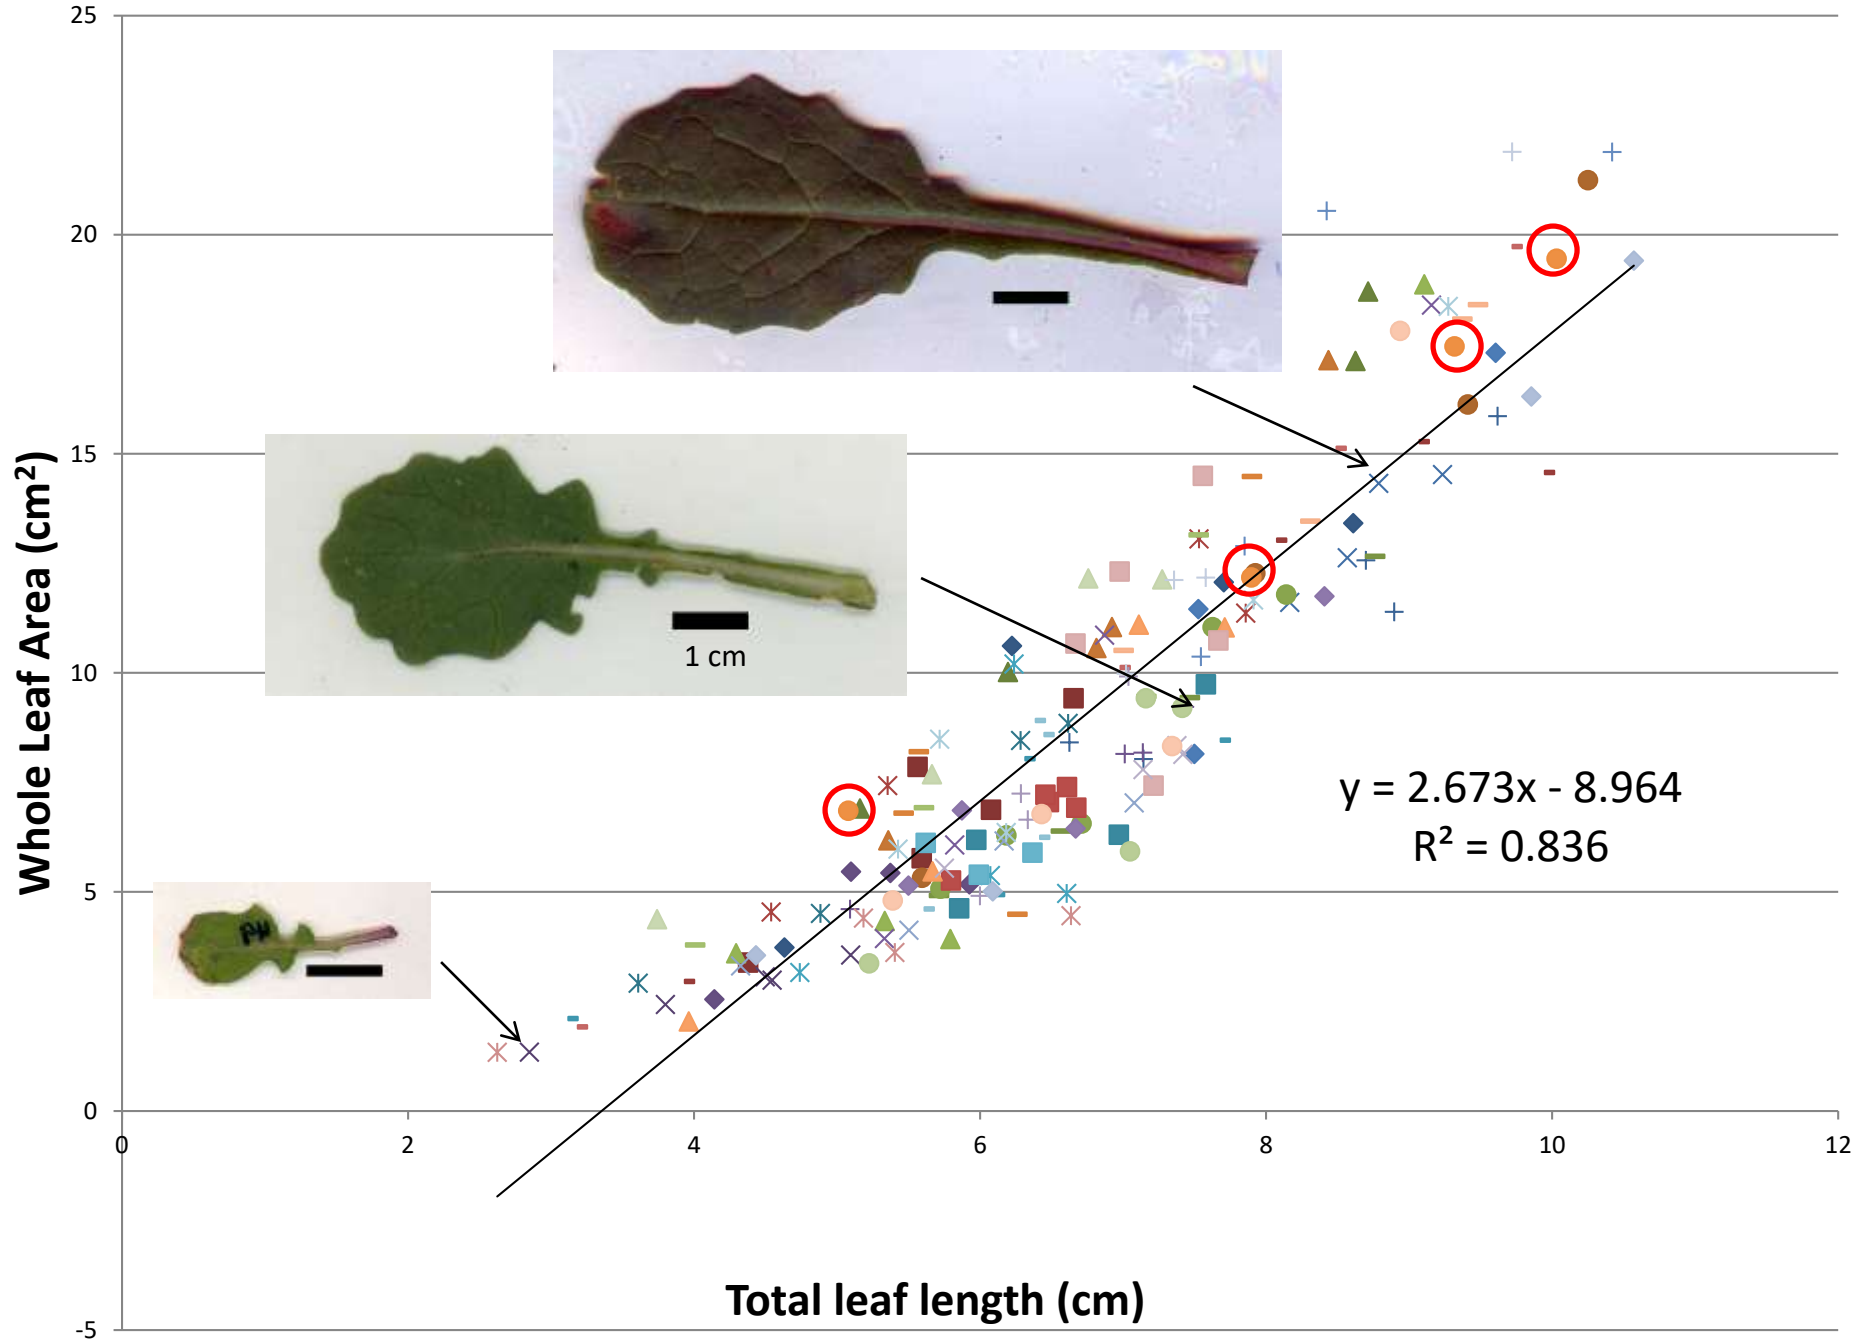 25
20
15
10
5
0
-5
0
2
4
6
8
10
12
Whole Leaf Area (cm²)
Total leaf length (cm)
1 cm
y = 2.673x - 8.964
R² = 0.836